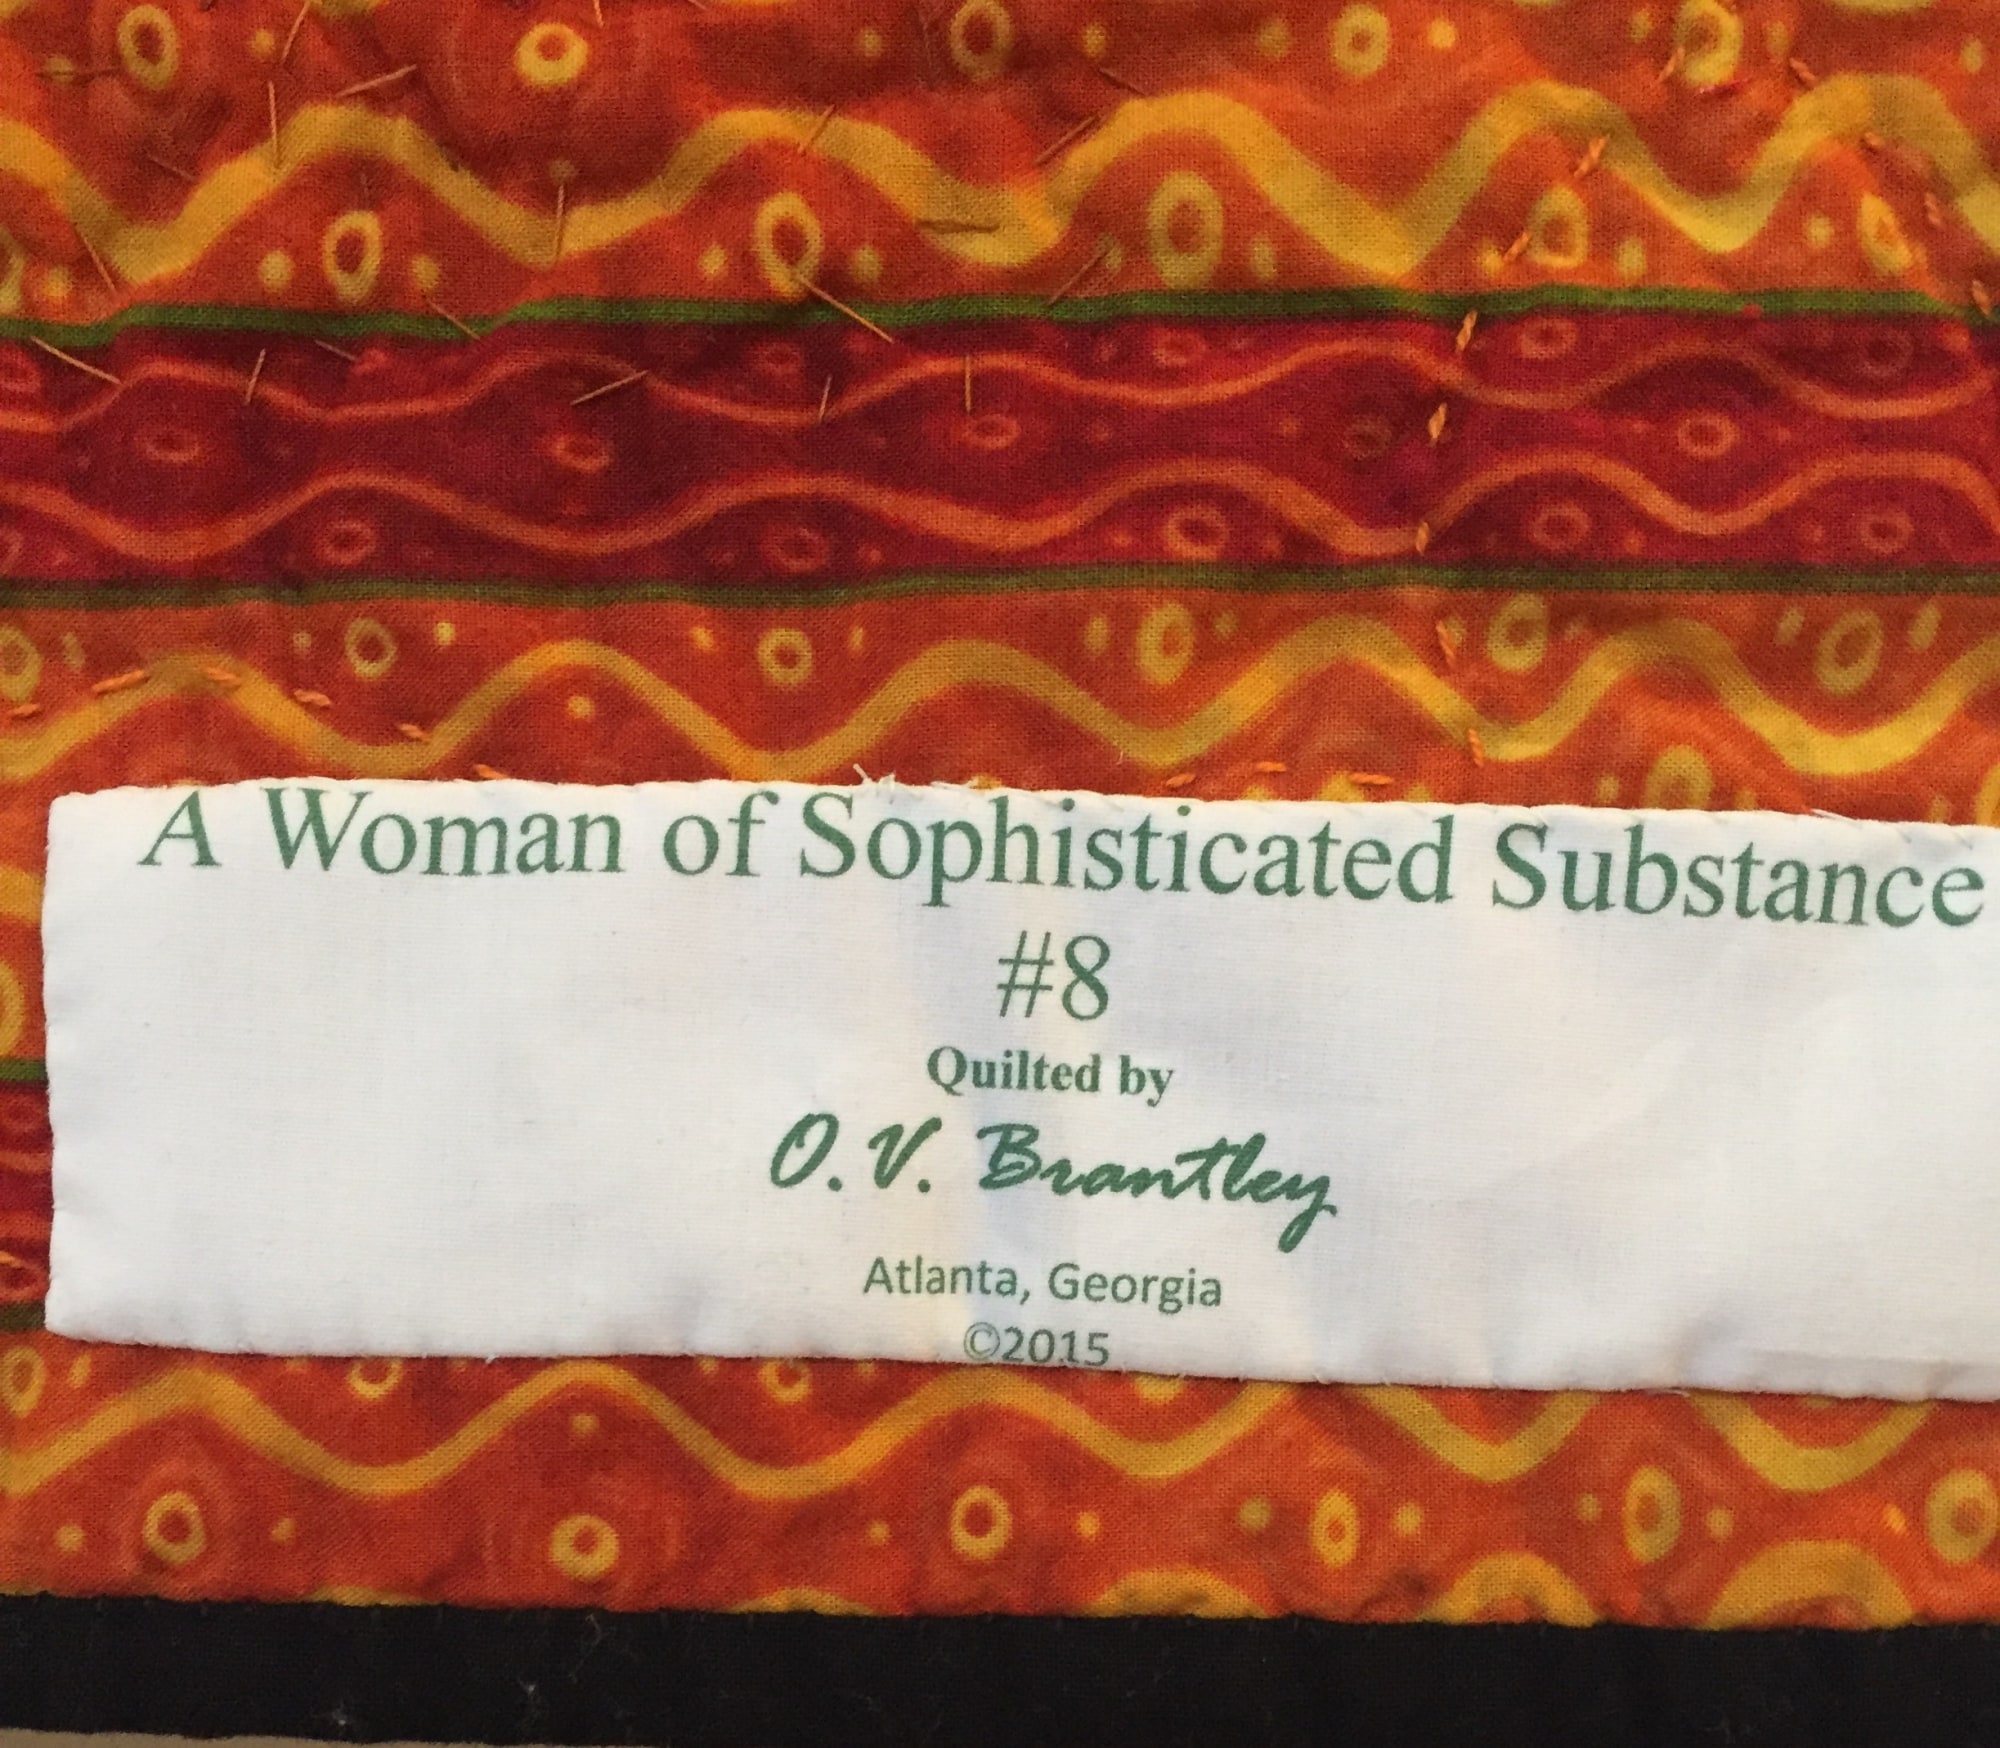 A Woman of Sophisticated Substance
#8
Quilted by
O. V. Brantley
Atlanta, Georgia
©2015